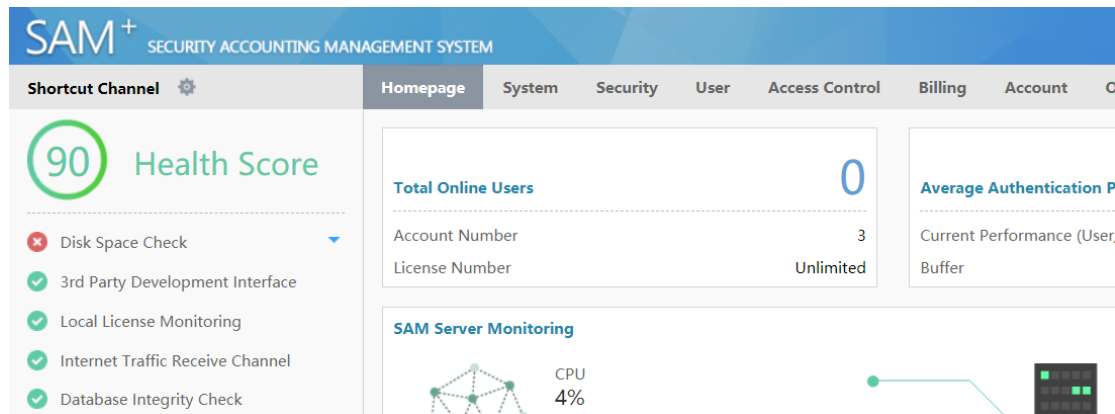 SAM+ SECURITY ACCOUNTING MANAGEMENT SYSTEM
Shortcut Channel
Homepage System Security User Access Control Billing Account
90 Health Score
Disk Space Check
3rd Party Development Interface
Local License Monitoring
Internet Traffic Receive Channel
Database Integrity Check
Total Online Users 0
Account Number 3
License Number Unlimited
Average Authentication P
Current Performance (User,
Buffer
SAM Server Monitoring
CPU
4%